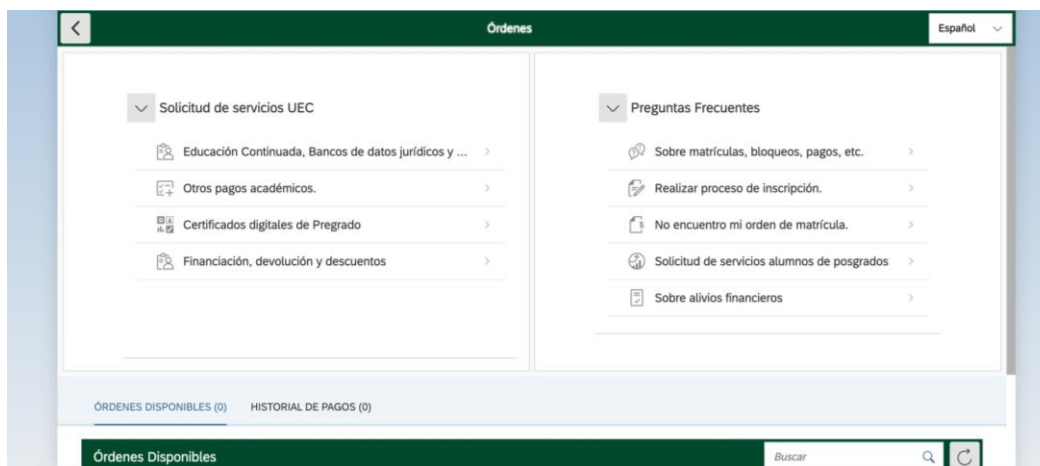 Órdenes
Español
Solicitud de servicios UEC
Educación Continuada, Bancos de datos jurídicos y ...
Otros pagos académicos.
Certificados digitales de Pregrado
Financiación, devolución y descuentos
Preguntas Frecuentes
Sobre matrículas, bloqueos, pagos, etc.
Realizar proceso de inscripción.
No encuentro mi orden de matrícula.
Solicitud de servicios alumnos de posgrados
Sobre alivios financieros
ÓRDENES DISPONIBLES (0)
HISTORIAL DE PAGOS (0)
Órdenes Disponibles
Buscar